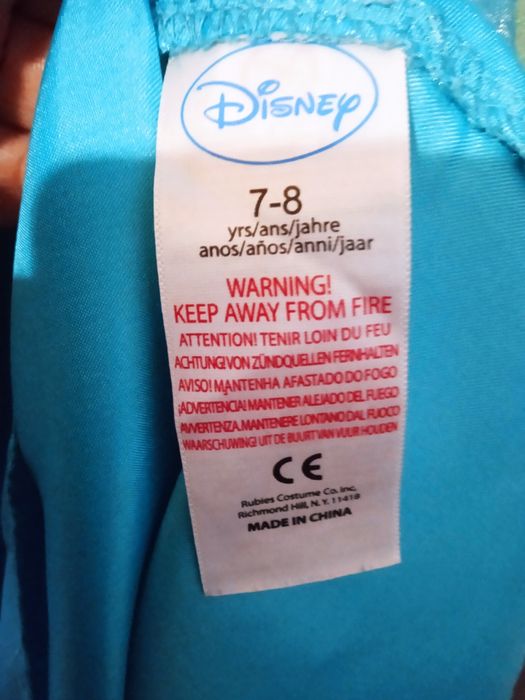 Disney
7-8
yrs/ans/jahre
anos/años/anni/jaar
WARNING!
KEEP AWAY FROM FIRE
ATTENTION! TENIR LOIN DU FEU
ACHTUNG!VON ZÜNDQUELLEN FERNHALTEN
AVISO! MANTENHA AFASTADO DO FOGO
¡ADVERTENCIA! MANTENER ALEJADO DEL FUEGO
AVVERTENZA. MANTENERE LONTANO DAL FUOCO
WAARSCHUWING! UIT DE BUURT VAN VUUR HOUDEN
CE
Rubies Costume Co. Inc.
Richmond Hill, N.Y. 11418
MADE IN CHINA